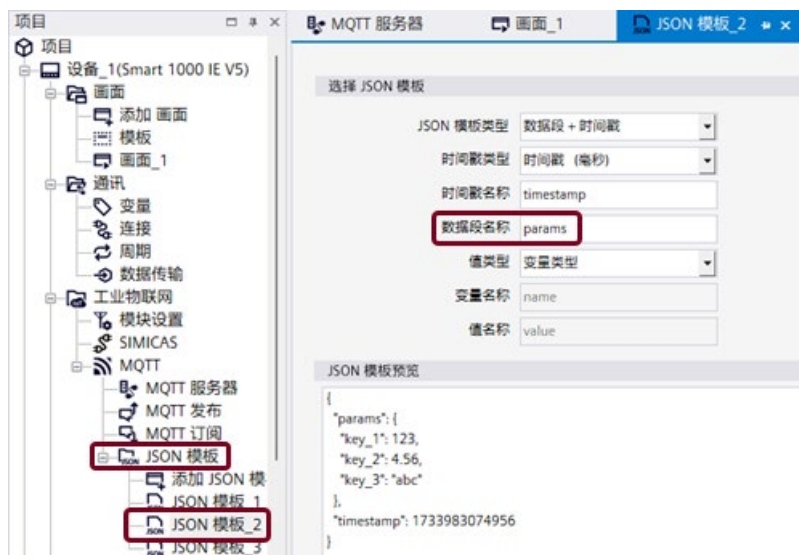 项目
项目
设备_1(Smart 1000 IE V5)
画面
添加 画面
模板
画面_1
通讯
变量
连接
周期
数据传输
工业物联网
模块设置
SIMICAS
MQTT
MQTT 服务器
MQTT 发布
MQTT 订阅
JSON 模板
添加 JSON 模
JSON 模板_1
JSON 模板_2
JSON 模板_3
MQTT 服务器
画面_1
JSON 模板_2
选择 JSON 模板
JSON 模板类型 数据段 + 时间戳
时间戳类型 时间戳 (毫秒)
时间戳名称 timestamp
数据段名称 params
值类型 变量类型
变量名称 name
值名称 value
JSON 模板预览
{
"params": {
"key_1": 123,
"key_2": 4.56,
"key_3": "abc"
},
"timestamp": 1733983074956
}